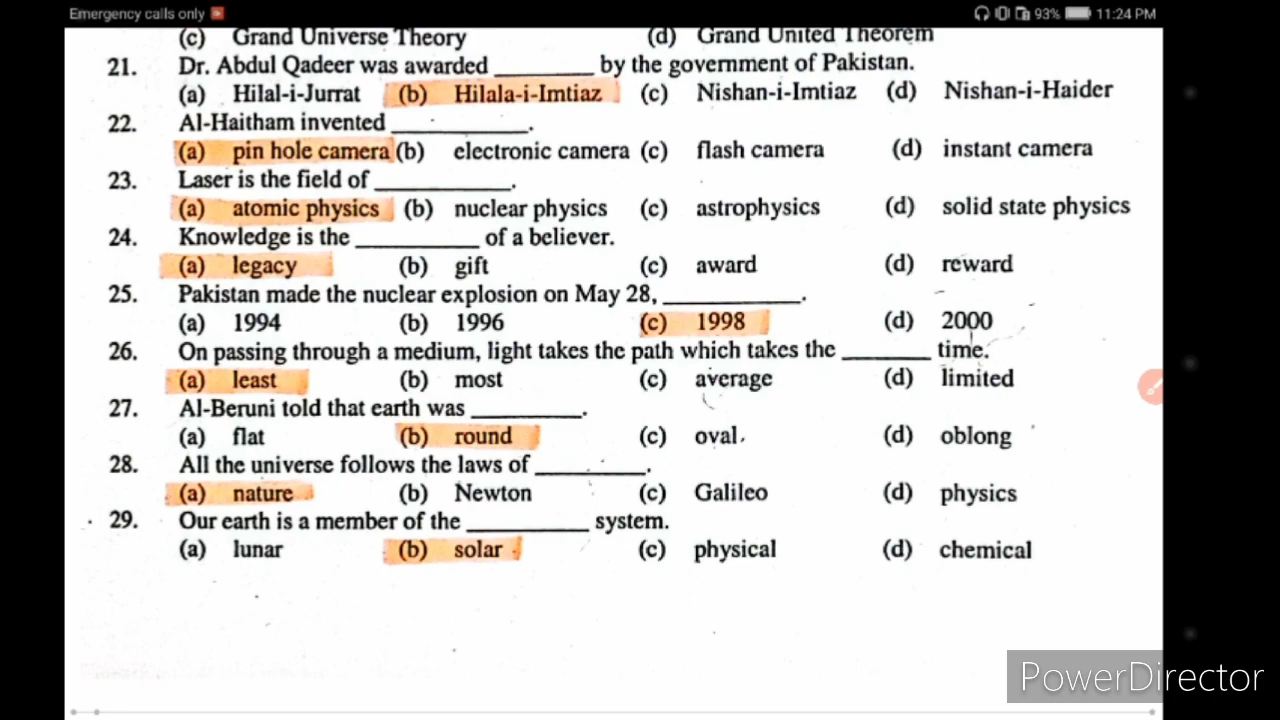 Emergency calls only
93% 11:24 PM
(c) Grand Universe Theory (d) Grand United Theorem
21. Dr. Abdul Qadeer was awarded ________ by the government of Pakistan.
(a) Hilal-i-Jurrat (b) Hilala-i-Imtiaz (c) Nishan-i-Imtiaz (d) Nishan-i-Haider
22. Al-Haitham invented ___________.
(a) pin hole camera (b) electronic camera (c) flash camera (d) instant camera
23. Laser is the field of ___________.
(a) atomic physics (b) nuclear physics (c) astrophysics (d) solid state physics
24. Knowledge is the __________ of a believer.
(a) legacy (b) gift (c) award (d) reward
25. Pakistan made the nuclear explosion on May 28, ___________.
(a) 1994 (b) 1996 (c) 1998 (d) 2000
26. On passing through a medium, light takes the path which takes the _______ time.
(a) least (b) most (c) average (d) limited
27. Al-Beruni told that earth was _________.
(a) flat (b) round (c) oval. (d) oblong
28. All the universe follows the laws of _________.
(a) nature (b) Newton (c) Galileo (d) physics
29. Our earth is a member of the __________ system.
(a) lunar (b) solar (c) physical (d) chemical
PowerDirector